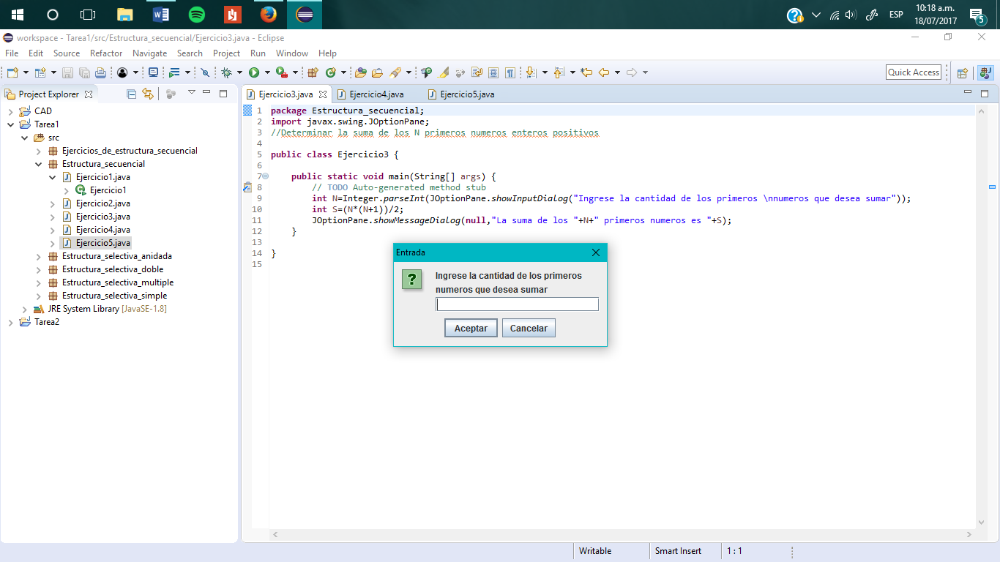 ESP
10:18 a.m.
18/07/2017
5
workspace - Tarea1/src/Estructura_secuencial/Ejercicio3.java - Eclipse
File Edit Source Refactor Navigate Search Project Run Window Help
Quick Access
Project Explorer
CAD
Tarea1
src
Ejercicios_de_estructura_secuencial
Estructura_secuencial
Ejercicio1.java
Ejercicio1
Ejercicio2.java
Ejercicio3.java
Ejercicio4.java
Ejercicio5.java
Estructura_selectiva_anidada
Estructura_selectiva_doble
Estructura_selectiva_multiple
Estructura_selectiva_simple
JRE System Library [JavaSE-1.8]
Tarea2
Ejercicio3.java Ejercicio4.java Ejercicio5.java
1 package Estructura_secuencial;
2 import javax.swing.JOptionPane;
3 //Determinar la suma de los N primeros numeros enteros positivos
4
5 public class Ejercicio3 {
6
7 public static void main(String[] args) {
8 // TODO Auto-generated method stub
9 int N=Integer.parseInt(JOptionPane.showInputDialog("Ingrese la cantidad de los primeros \nnumeros que desea sumar"));
10 int S=(N*(N+1))/2;
11 JOptionPane.showMessageDialog(null,"La suma de los "+N+" primeros numeros es "+S);
12 }
13
14 }
15
Entrada
?
Ingrese la cantidad de los primeros
numeros que desea sumar
Aceptar Cancelar
Writable Smart Insert 1 : 1